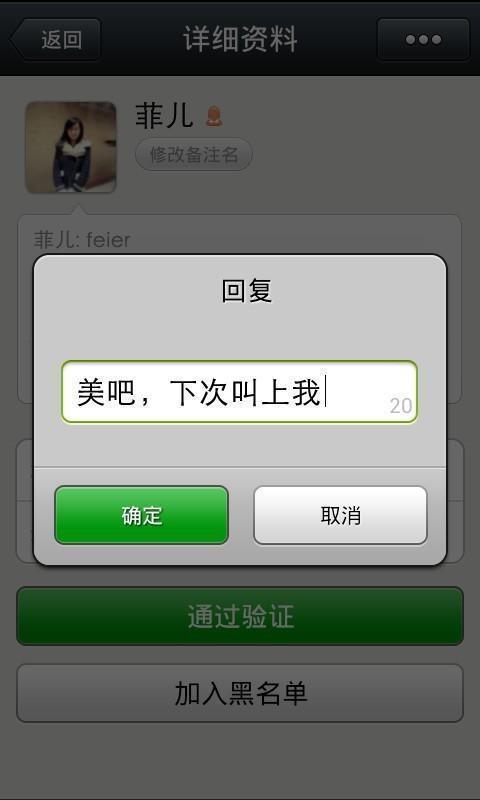 返回
详细资料
菲儿
修改备注名
菲儿: feier
回复
美吧，下次叫上我
20
确定
取消
通过验证
加入黑名单